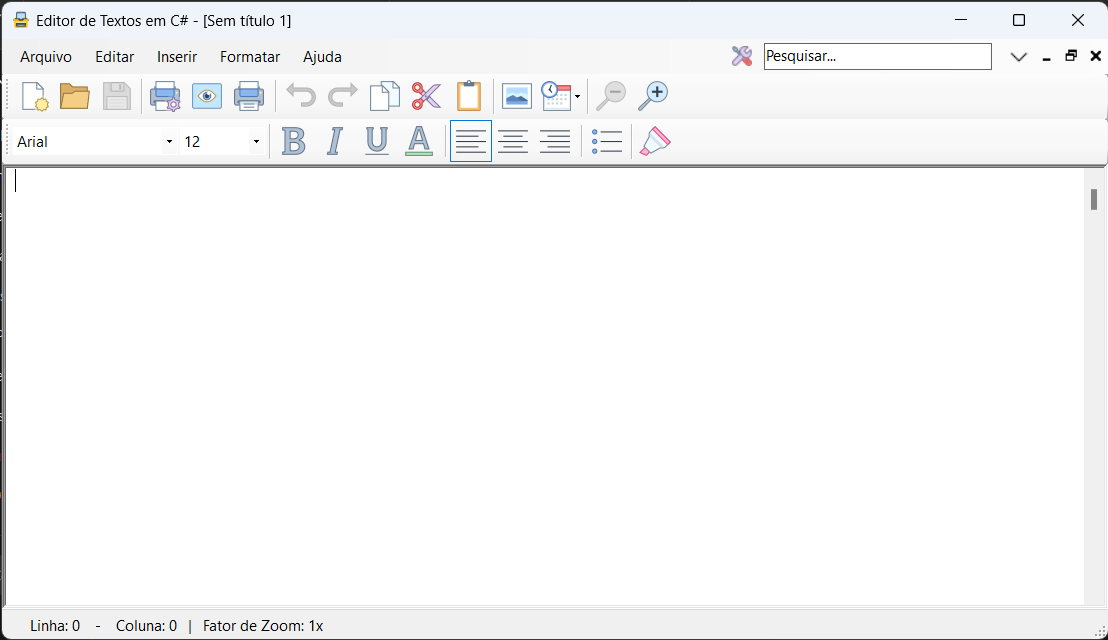 Editor de Textos em C# - [Sem título 1]
Arquivo Editar Inserir Formatar Ajuda Pesquisar...
Arial 12 B I U A
Linha: 0 - Coluna: 0 | Fator de Zoom: 1x